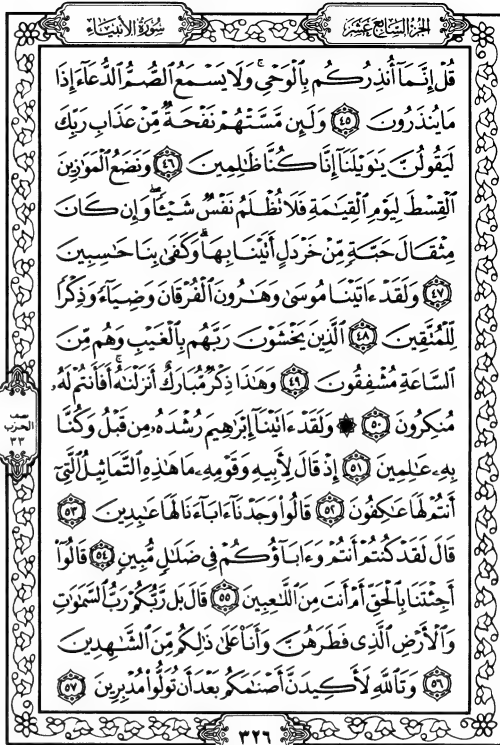 الجزء السابع عشر
سورة الأنبياء
قُلْ إِنَّمَآ أُنذِرُكُم بِٱلْوَحْىِ ۚ وَلَا يَسْمَعُ ٱلصُّمُّ ٱلدُّعَآءَ إِذَا
مَا يُنذَرُونَ ٤٥ وَلَئِن مَّسَّتْهُمْ نَفْحَةٌ مِّنْ عَذَابِ رَبِّكَ
لَيَقُولُنَّ يَٰوَيْلَنَآ إِنَّا كُنَّا ظَٰلِمِينَ ٤٦ وَنَضَعُ ٱلْمَوَٰزِينَ
ٱلْقِسْطَ لِيَوْمِ ٱلْقِيَٰمَةِ فَلَا تُظْلَمُ نَفْسٌ شَيْـًٔا ۖ وَإِن كَانَ
مِثْقَالَ حَبَّةٍ مِّنْ خَرْدَلٍ أَتَيْنَا بِهَا ۗ وَكَفَىٰ بِنَا حَٰسِبِينَ
٤٧ وَلَقَدْ ءَاتَيْنَا مُوسَىٰ وَهَٰرُونَ ٱلْفُرْقَانَ وَضِيَآءً وَذِكْرًا
لِّلْمُتَّقِينَ ٤٨ ٱلَّذِينَ يَخْشَوْنَ رَبَّهُم بِٱلْغَيْبِ وَهُم مِّنَ
ٱلسَّاعَةِ مُشْفِقُونَ ٤٩ وَهَٰذَا ذِكْرٌ مُّبَارَكٌ أَنزَلْنَٰهُ ۚ أَفَأَنتُمْ لَهُۥ
مُنكِرُونَ ٥٠ ۞ وَلَقَدْ ءَاتَيْنَآ إِبْرَٰهِيمَ رُشْدَهُۥ مِن قَبْلُ وَكُنَّا
بِهِۦ عَٰلِمِينَ ٥١ إِذْ قَالَ لِأَبِيهِ وَقَوْمِهِۦ مَا هَٰذِهِ ٱلتَّمَاثِيلُ ٱلَّتِىٓ
أَنتُمْ لَهَا عَٰكِفُونَ ٥٢ قَالُوا۟ وَجَدْنَآ ءَابَآءَنَا لَهَا عَٰبِدِينَ ٥٣
قَالَ لَقَدْ كُنتُمْ أَنتُمْ وَءَابَآؤُكُمْ فِى ضَلَٰلٍ مُّبِينٍ ٥٤ قَالُوٓا۟
أَجِئْتَنَا بِٱلْحَقِّ أَمْ أَنتَ مِنَ ٱللَّٰعِبِينَ ٥٥ قَالَ بَل رَّبُّكُمْ رَبُّ ٱلسَّمَٰوَٰتِ
وَٱلْأَرْضِ ٱلَّذِى فَطَرَهُنَّ وَأَنَا۠ عَلَىٰ ذَٰلِكُم مِّنَ ٱلشَّٰهِدِينَ
٥٦ وَتَٱللَّهِ لَأَكِيدَنَّ أَصْنَٰمَكُم بَعْدَ أَن تُوَلُّوا۟ مُدْبِرِينَ ٥٧
نصف
الحزب
٣٣
٣٢٦